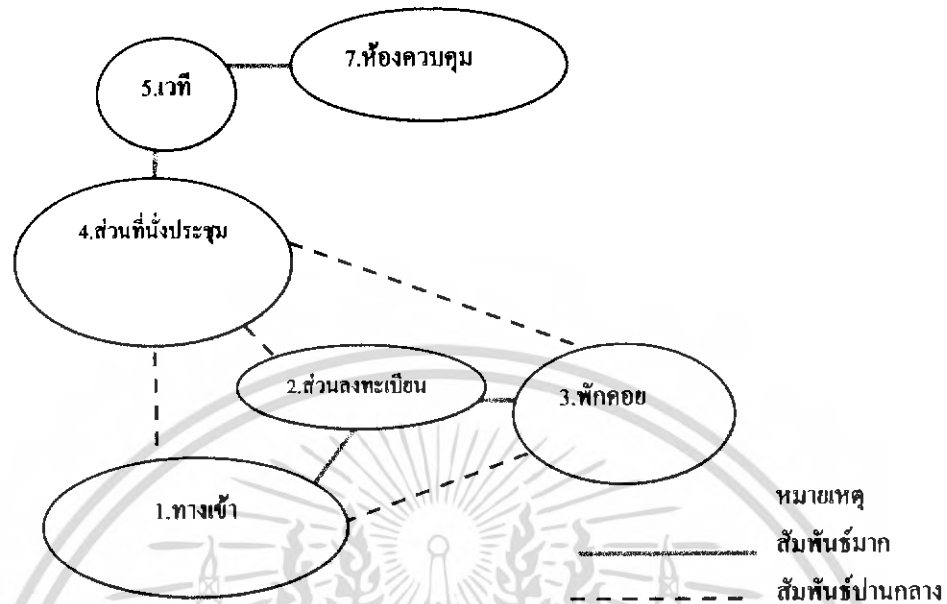 7.ห้องควบคุม
5.เวที
4.ส่วนที่นั่งประชุม
2.ส่วนลงทะเบียน
3.พักคอย
1.ทางเข้า
หมายเหตุ
สัมพันธ์มาก
สัมพันธ์ปานกลาง